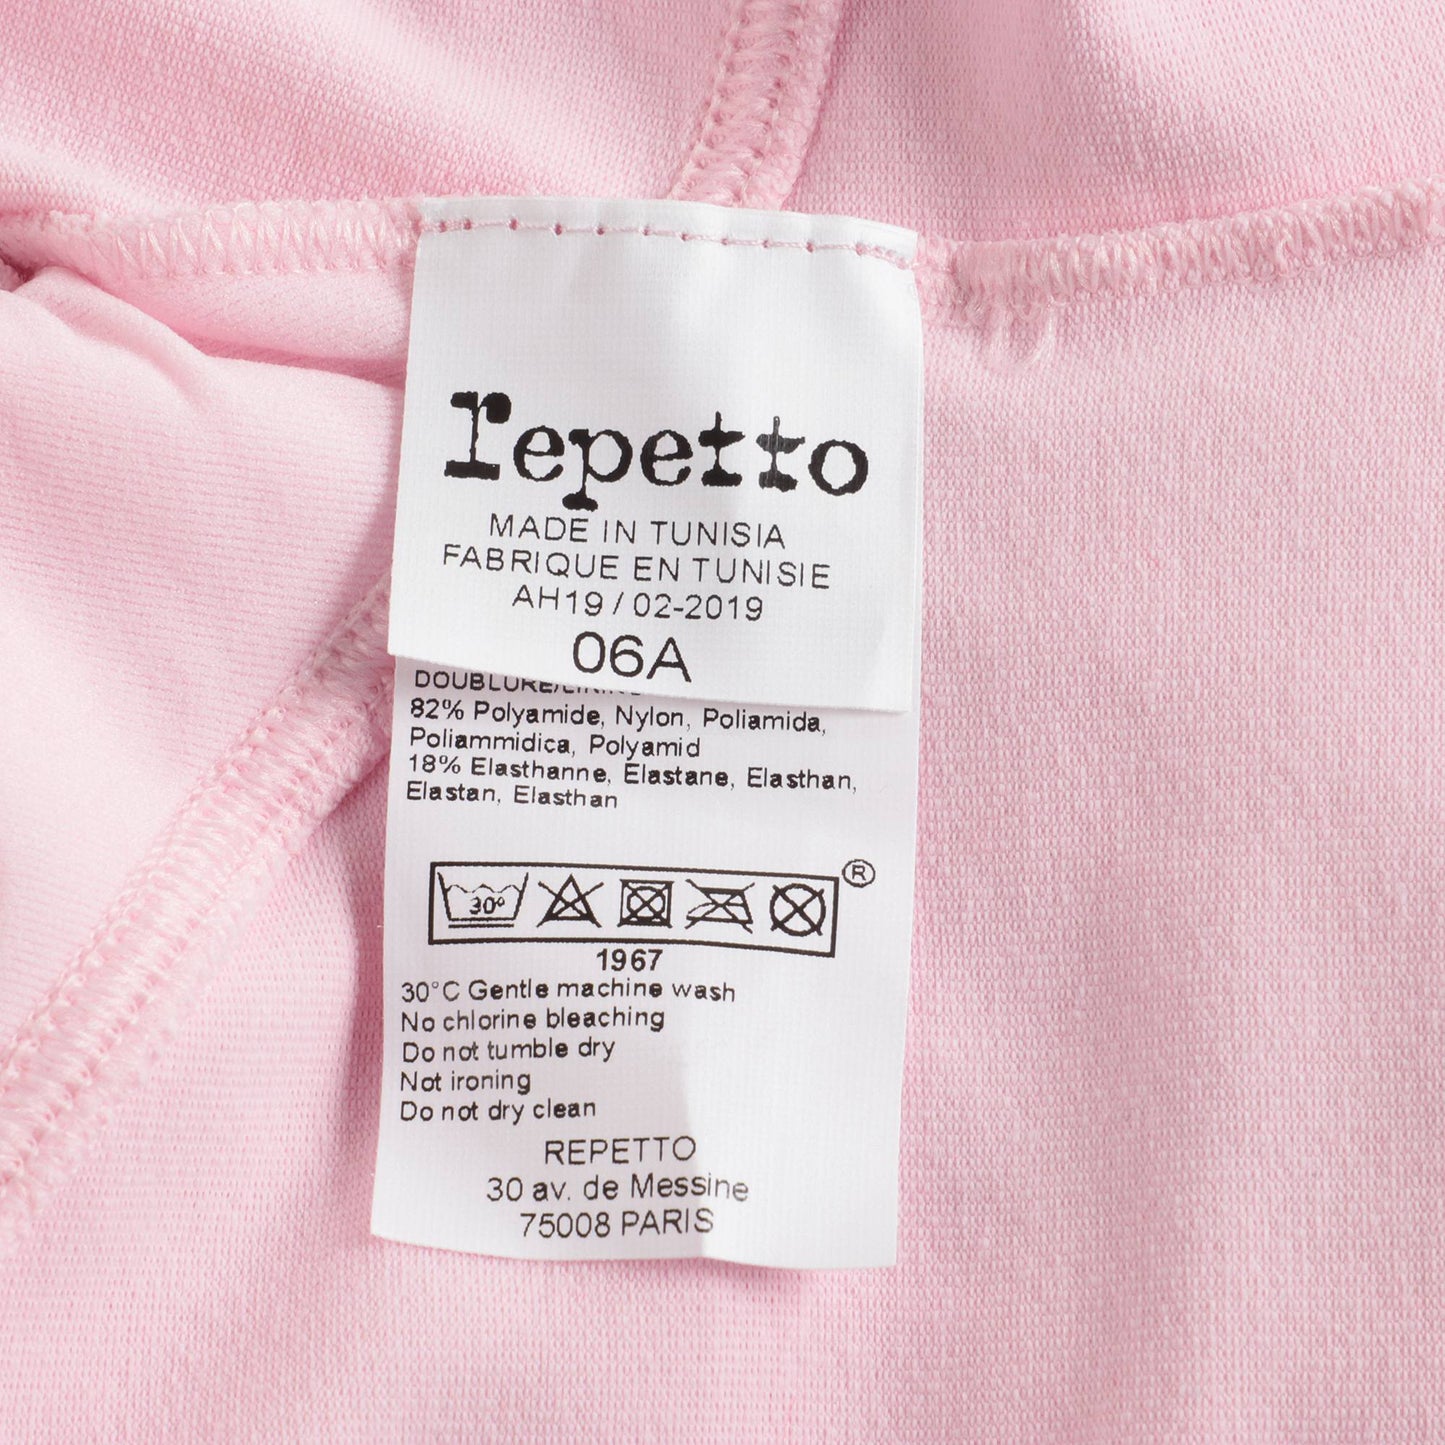 repetto
MADE IN TUNISIA
FABRIQUE EN TUNISIE
AH19 / 02-2019
06A
DOUBLURE/LINING
82% Polyamide, Nylon, Poliamida,
Poliammidica, Polyamid
18% Elasthanne, Elastane, Elasthan,
Elastan, Elasthan
30°
®
1967
30°C Gentle machine wash
No chlorine bleaching
Do not tumble dry
Not ironing
Do not dry clean
REPETTO
30 av. de Messine
75008 PARIS